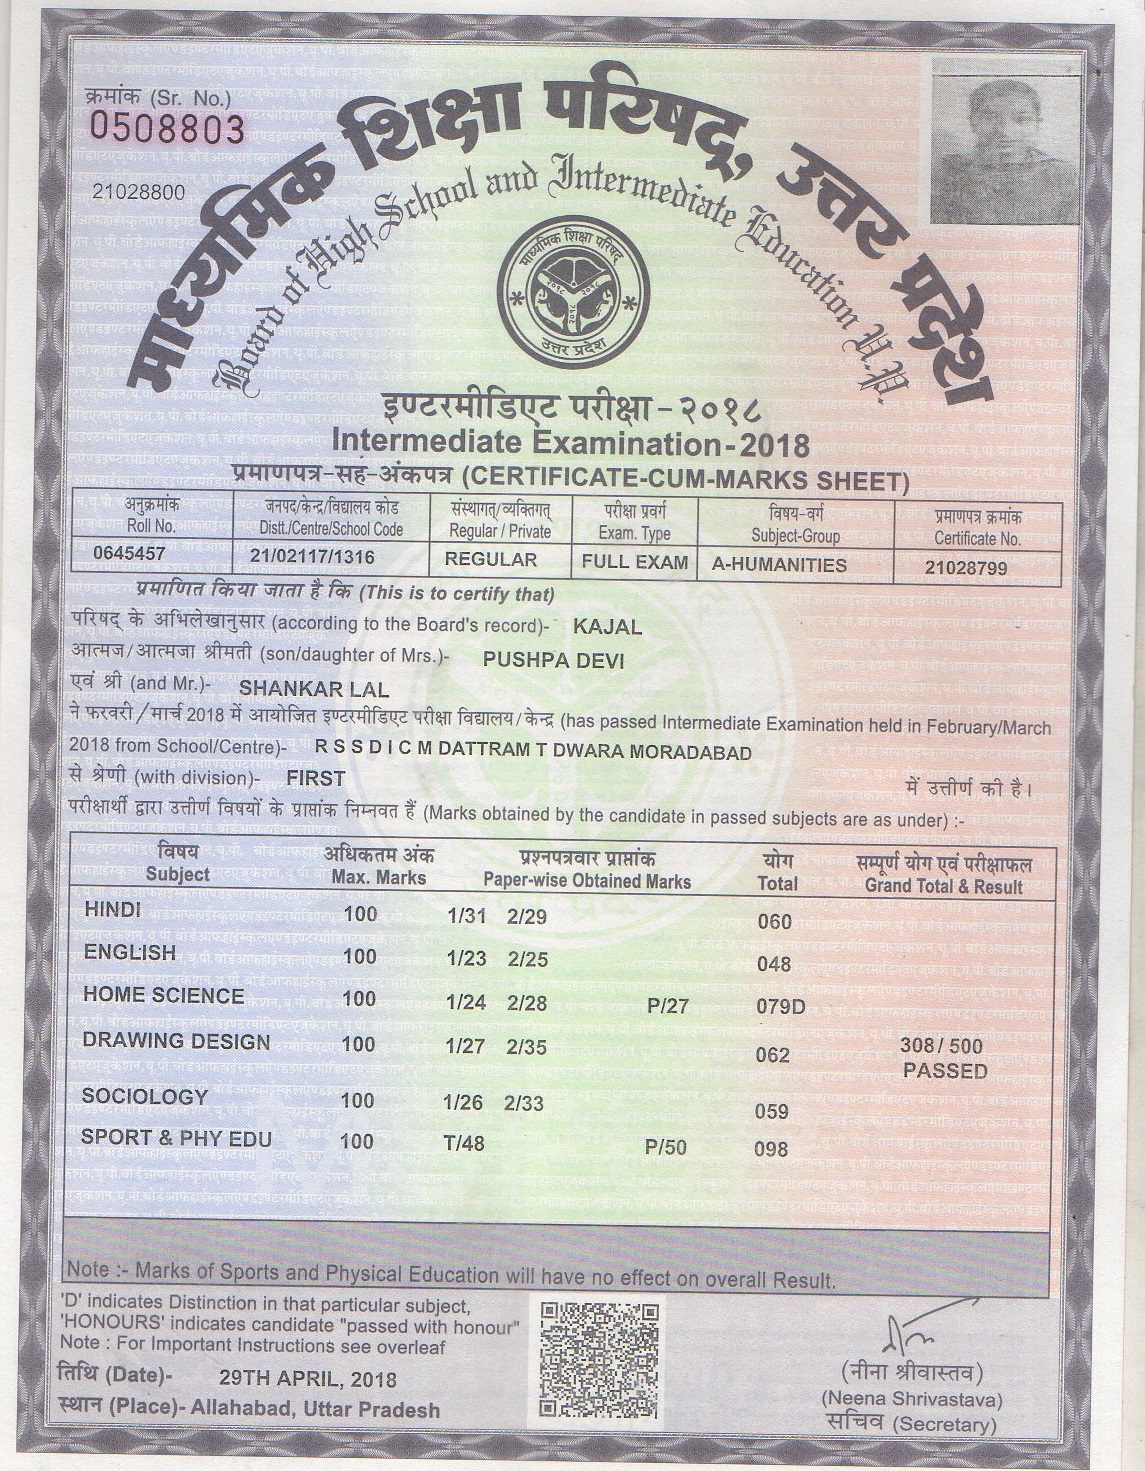 क्रमांक (Sr. No.)
0508803
21028800
माध्यमिक शिक्षा परिषद्, उत्तर प्रदेश
Board of High School and Intermediate Education U.P.
माध्यमिक शिक्षा परिषद
उत्तर प्रदेश
इण्टरमीडिएट परीक्षा-२०१८
Intermediate Examination-2018
प्रमाणपत्र-सह-अंकपत्र (CERTIFICATE-CUM-MARKS SHEET)
अनुक्रमांक जनपद/केन्द्र/विद्यालय कोड संस्थागत्/व्यक्तिगत् परीक्षा प्रवर्ग विषय-वर्ग प्रमाणपत्र क्रमांक
Roll No. Distt./Centre/School Code Regular / Private Exam. Type Subject-Group Certificate No.
0645457 21/02117/1316 REGULAR FULL EXAM A-HUMANITIES 21028799
प्रमाणित किया जाता है कि (This is to certify that)
परिषद् के अभिलेखानुसार (according to the Board's record)- KAJAL
आत्मज/आत्मजा श्रीमती (son/daughter of Mrs.)- PUSHPA DEVI
एवं श्री (and Mr.)- SHANKAR LAL
ने फरवरी/मार्च 2018 में आयोजित इण्टरमीडिएट परीक्षा विद्यालय/केन्द्र (has passed Intermediate Examination held in February/March
2018 from School/Centre)- R S S D I C M DATTRAM T DWARA MORADABAD
से श्रेणी (with division)- FIRST में उत्तीर्ण की है।
परीक्षार्थी द्वारा उत्तीर्ण विषयों के प्राप्तांक निम्नवत हैं (Marks obtained by the candidate in passed subjects are as under) :-
विषय अधिकतम अंक प्रश्नपत्रवार प्राप्तांक योग सम्पूर्ण योग एवं परीक्षाफल
Subject Max. Marks Paper-wise Obtained Marks Total Grand Total & Result
HINDI 100 1/31 2/29 060
ENGLISH 100 1/23 2/25 048
HOME SCIENCE 100 1/24 2/28 P/27 079D
DRAWING DESIGN 100 1/27 2/35 062 308/ 500
PASSED
SOCIOLOGY 100 1/26 2/33 059
SPORT & PHY EDU 100 T/48 P/50 098
Note :- Marks of Sports and Physical Education will have no effect on overall Result.
'D' indicates Distinction in that particular subject,
'HONOURS' indicates candidate "passed with honour"
Note : For Important Instructions see overleaf
तिथि (Date)- 29TH APRIL, 2018
स्थान (Place)- Allahabad, Uttar Pradesh
(नीना श्रीवास्तव)
(Neena Shrivastava)
सचिव (Secretary)